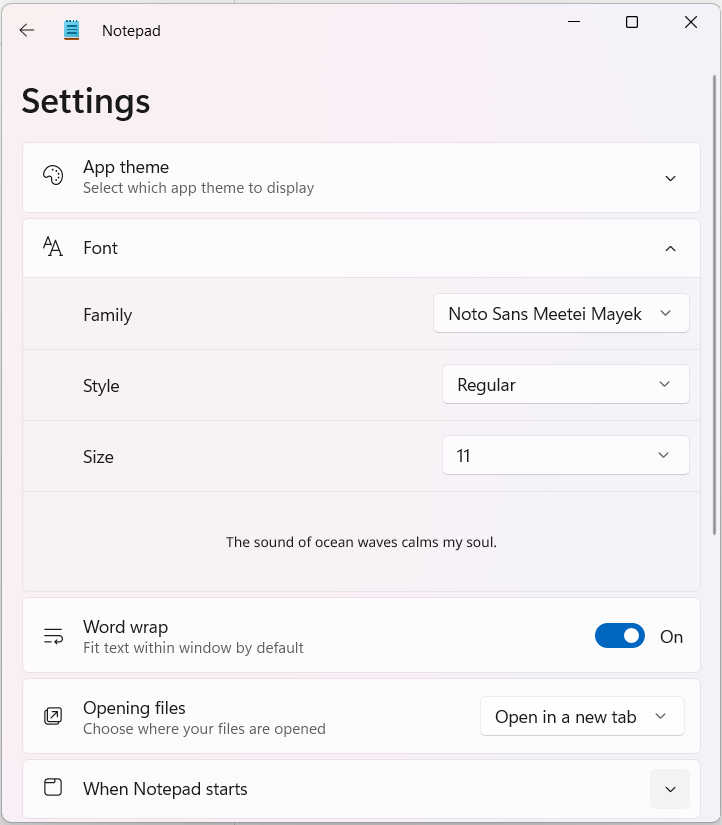 Notepad
Settings
App theme
Select which app theme to display
Font
Family
Noto Sans Meetei Mayek
Style
Regular
Size
11
The sound of ocean waves calms my soul.
Word wrap
Fit text within window by default
On
Opening files
Choose where your files are opened
Open in a new tab
When Notepad starts